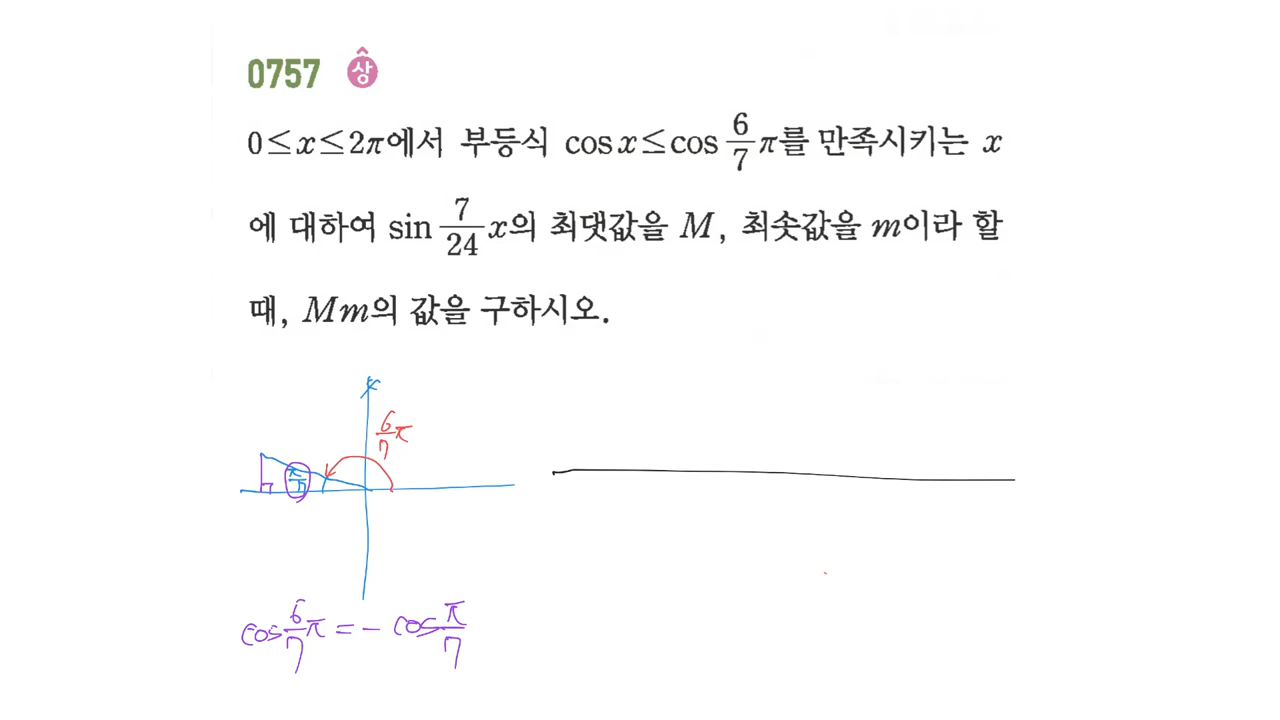 0757 상
0≤x≤2π에서 부등식 cos x≤cos 6/7 π를 만족시키는 x
에 대하여 sin 7/24 x의 최댓값을 M, 최솟값을 m이라 할
때, Mm의 값을 구하시오.
6/7 π
π/7
cos 6/7 π = - cos π/7